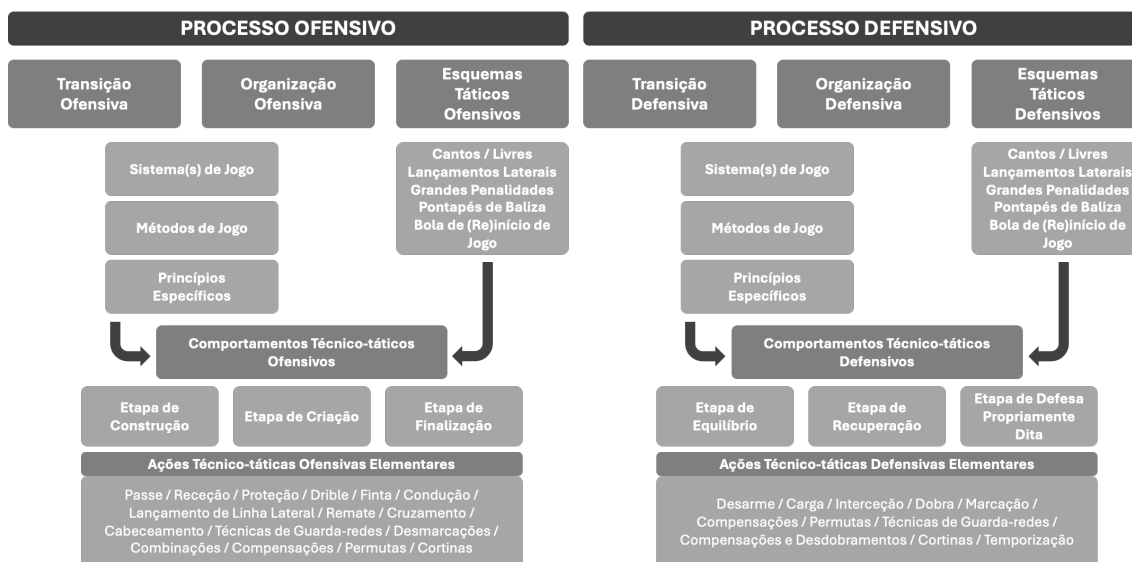 PROCESSO OFENSIVO
Transição
Ofensiva
Organização
Ofensiva
Esquemas
Táticos
Ofensivos
Sistema(s) de Jogo
Métodos de Jogo
Princípios
Específicos
Cantos / Livres
Lançamentos Laterais
Grandes Penalidades
Pontapés de Baliza
Bola de (Re)início de
Jogo
Comportamentos Técnico-táticos
Ofensivos
Etapa de
Construção
Etapa de Criação
Etapa de
Finalização
Ações Técnico-táticas Ofensivas Elementares
Passe / Receção / Proteção / Drible / Finta / Condução /
Lançamento de Linha Lateral / Remate / Cruzamento /
Cabeceamento / Técnicas de Guarda-redes / Desmarcações /
Combinações / Compensações / Permutas / Cortinas
PROCESSO DEFENSIVO
Transição
Defensiva
Organização
Defensiva
Esquemas
Táticos
Defensivos
Sistema(s) de Jogo
Métodos de Jogo
Princípios
Específicos
Cantos / Livres
Lançamentos Laterais
Grandes Penalidades
Pontapés de Baliza
Bola de (Re)início de
Jogo
Comportamentos Técnico-táticos
Defensivos
Etapa de
Equilíbrio
Etapa de
Recuperação
Etapa de Defesa
Propriamente
Dita
Ações Técnico-táticas Defensivas Elementares
Desarme / Carga / Interceção / Dobra / Marcação /
Compensações / Permutas / Técnicas de Guarda-redes /
Compensações e Desdobramentos / Cortinas / Temporização